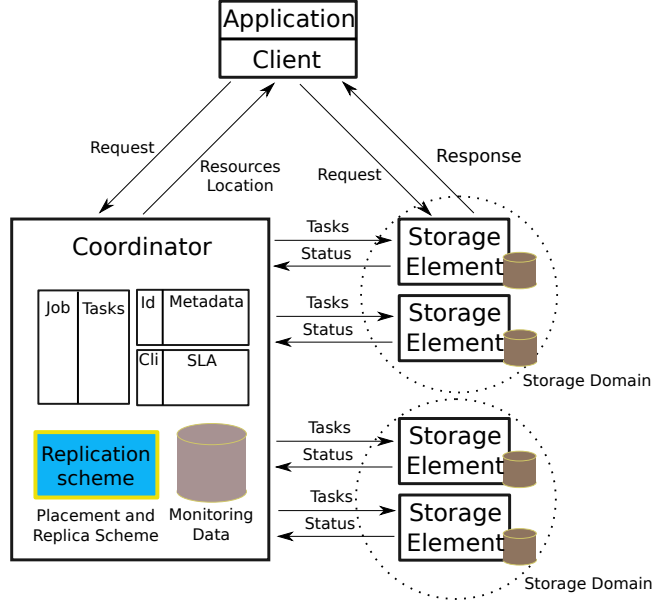 Application
Client
Request
Resources
Location
Request
Response
Coordinator
Job
Tasks
Id
Metadata
Cli
SLA
Replication
scheme
Placement and
Replica Scheme
Monitoring
Data
Tasks
Status
Storage
Element
Tasks
Status
Storage
Element
Storage Domain
Tasks
Status
Storage
Element
Tasks
Status
Storage
Element
Storage Domain